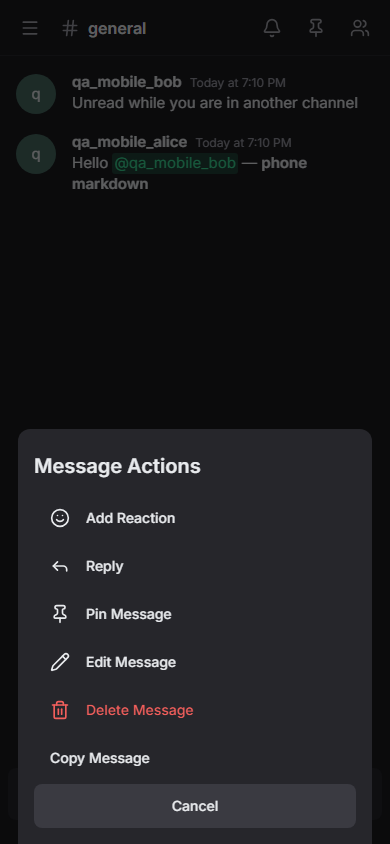 # general
q
qa_mobile_bob Today at 7:10 PM
Unread while you are in another channel
q
qa_mobile_alice Today at 7:10 PM
Hello @qa_mobile_bob — phone
markdown
Message Actions
Add Reaction
Reply
Pin Message
Edit Message
Delete Message
Copy Message
Cancel